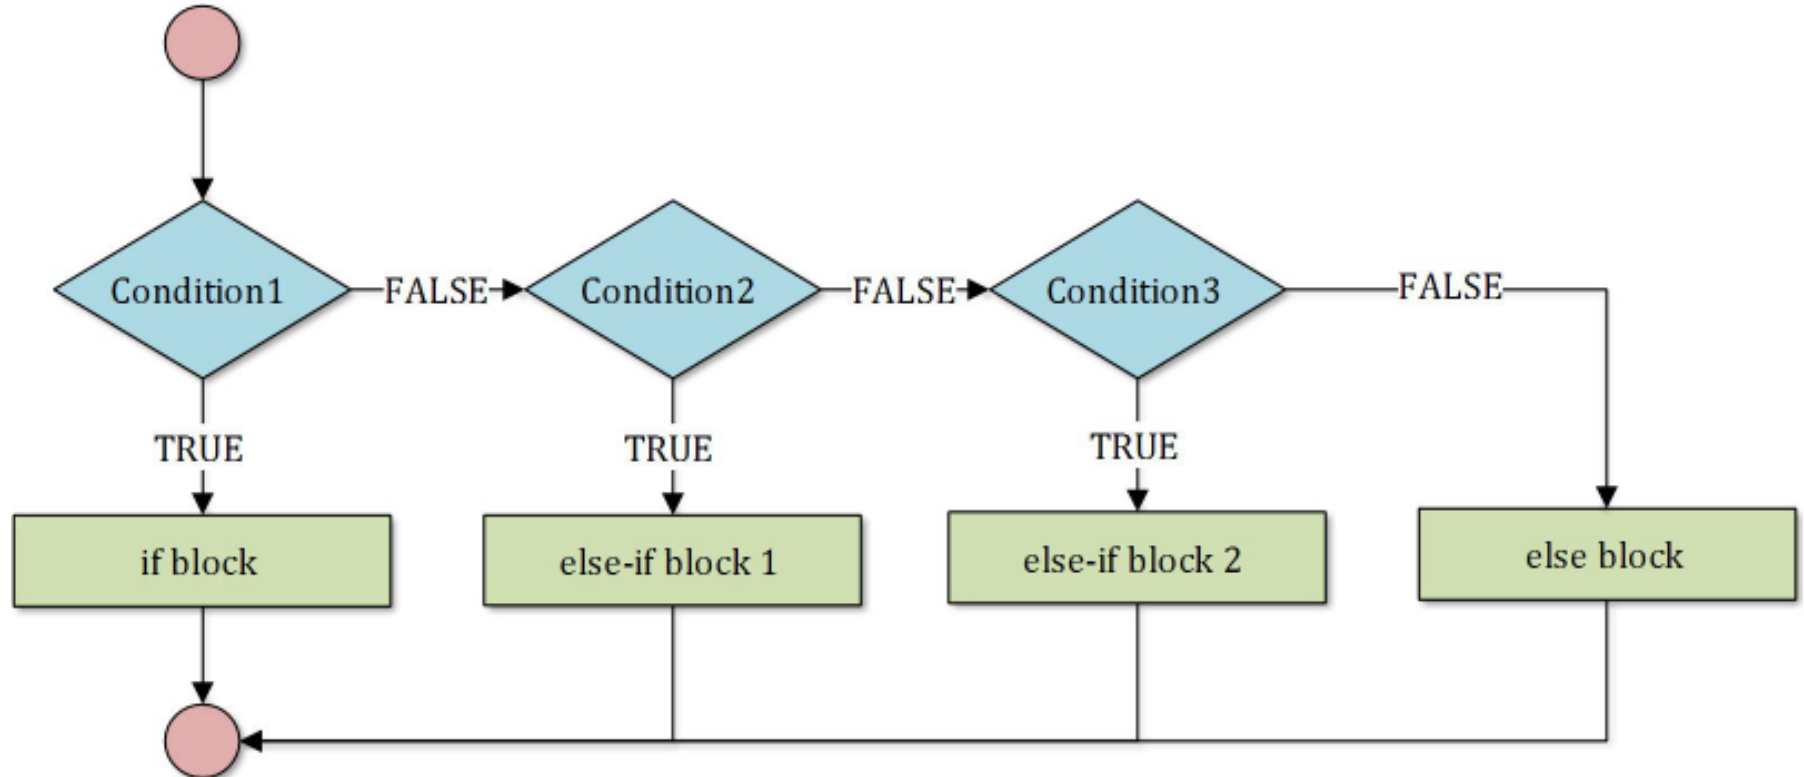 Condition1
FALSE
Condition2
FALSE
Condition3
FALSE
TRUE
TRUE
TRUE
if block
else-if block 1
else-if block 2
else block